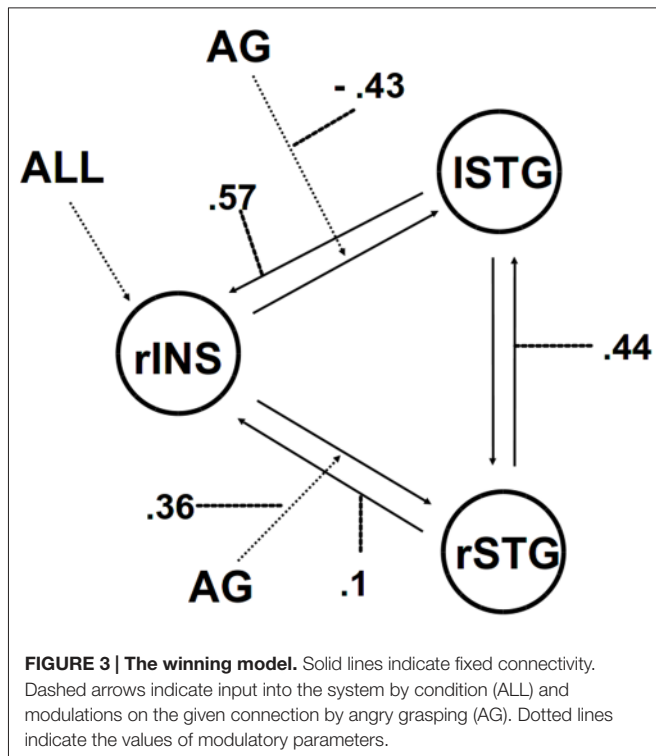 AG
- .43
ALL
lSTG
.57
rINS
.44
.36
rSTG
AG
.1
FIGURE 3 | The winning model. Solid lines indicate fixed connectivity.
Dashed arrows indicate input into the system by condition (ALL) and
modulations on the given connection by angry grasping (AG). Dotted lines
indicate the values of modulatory parameters.